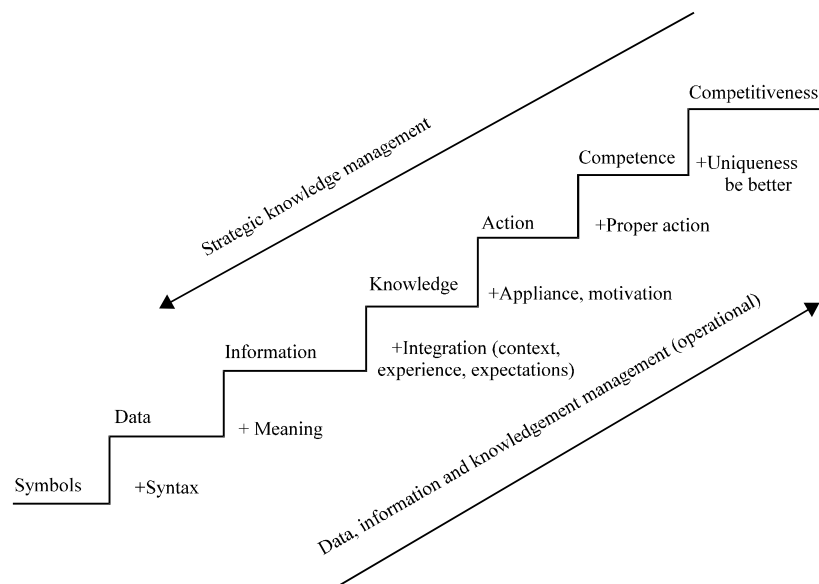 Competitiveness
Strategic knowledge management
Competence
+Uniqueness
be better
Action
+Proper action
Knowledge
+Appliance, motivation
Information
+Integration (context,
experience, expectations)
Data, information and knowledgement management (operational)
Data
+ Meaning
Symbols
+Syntax